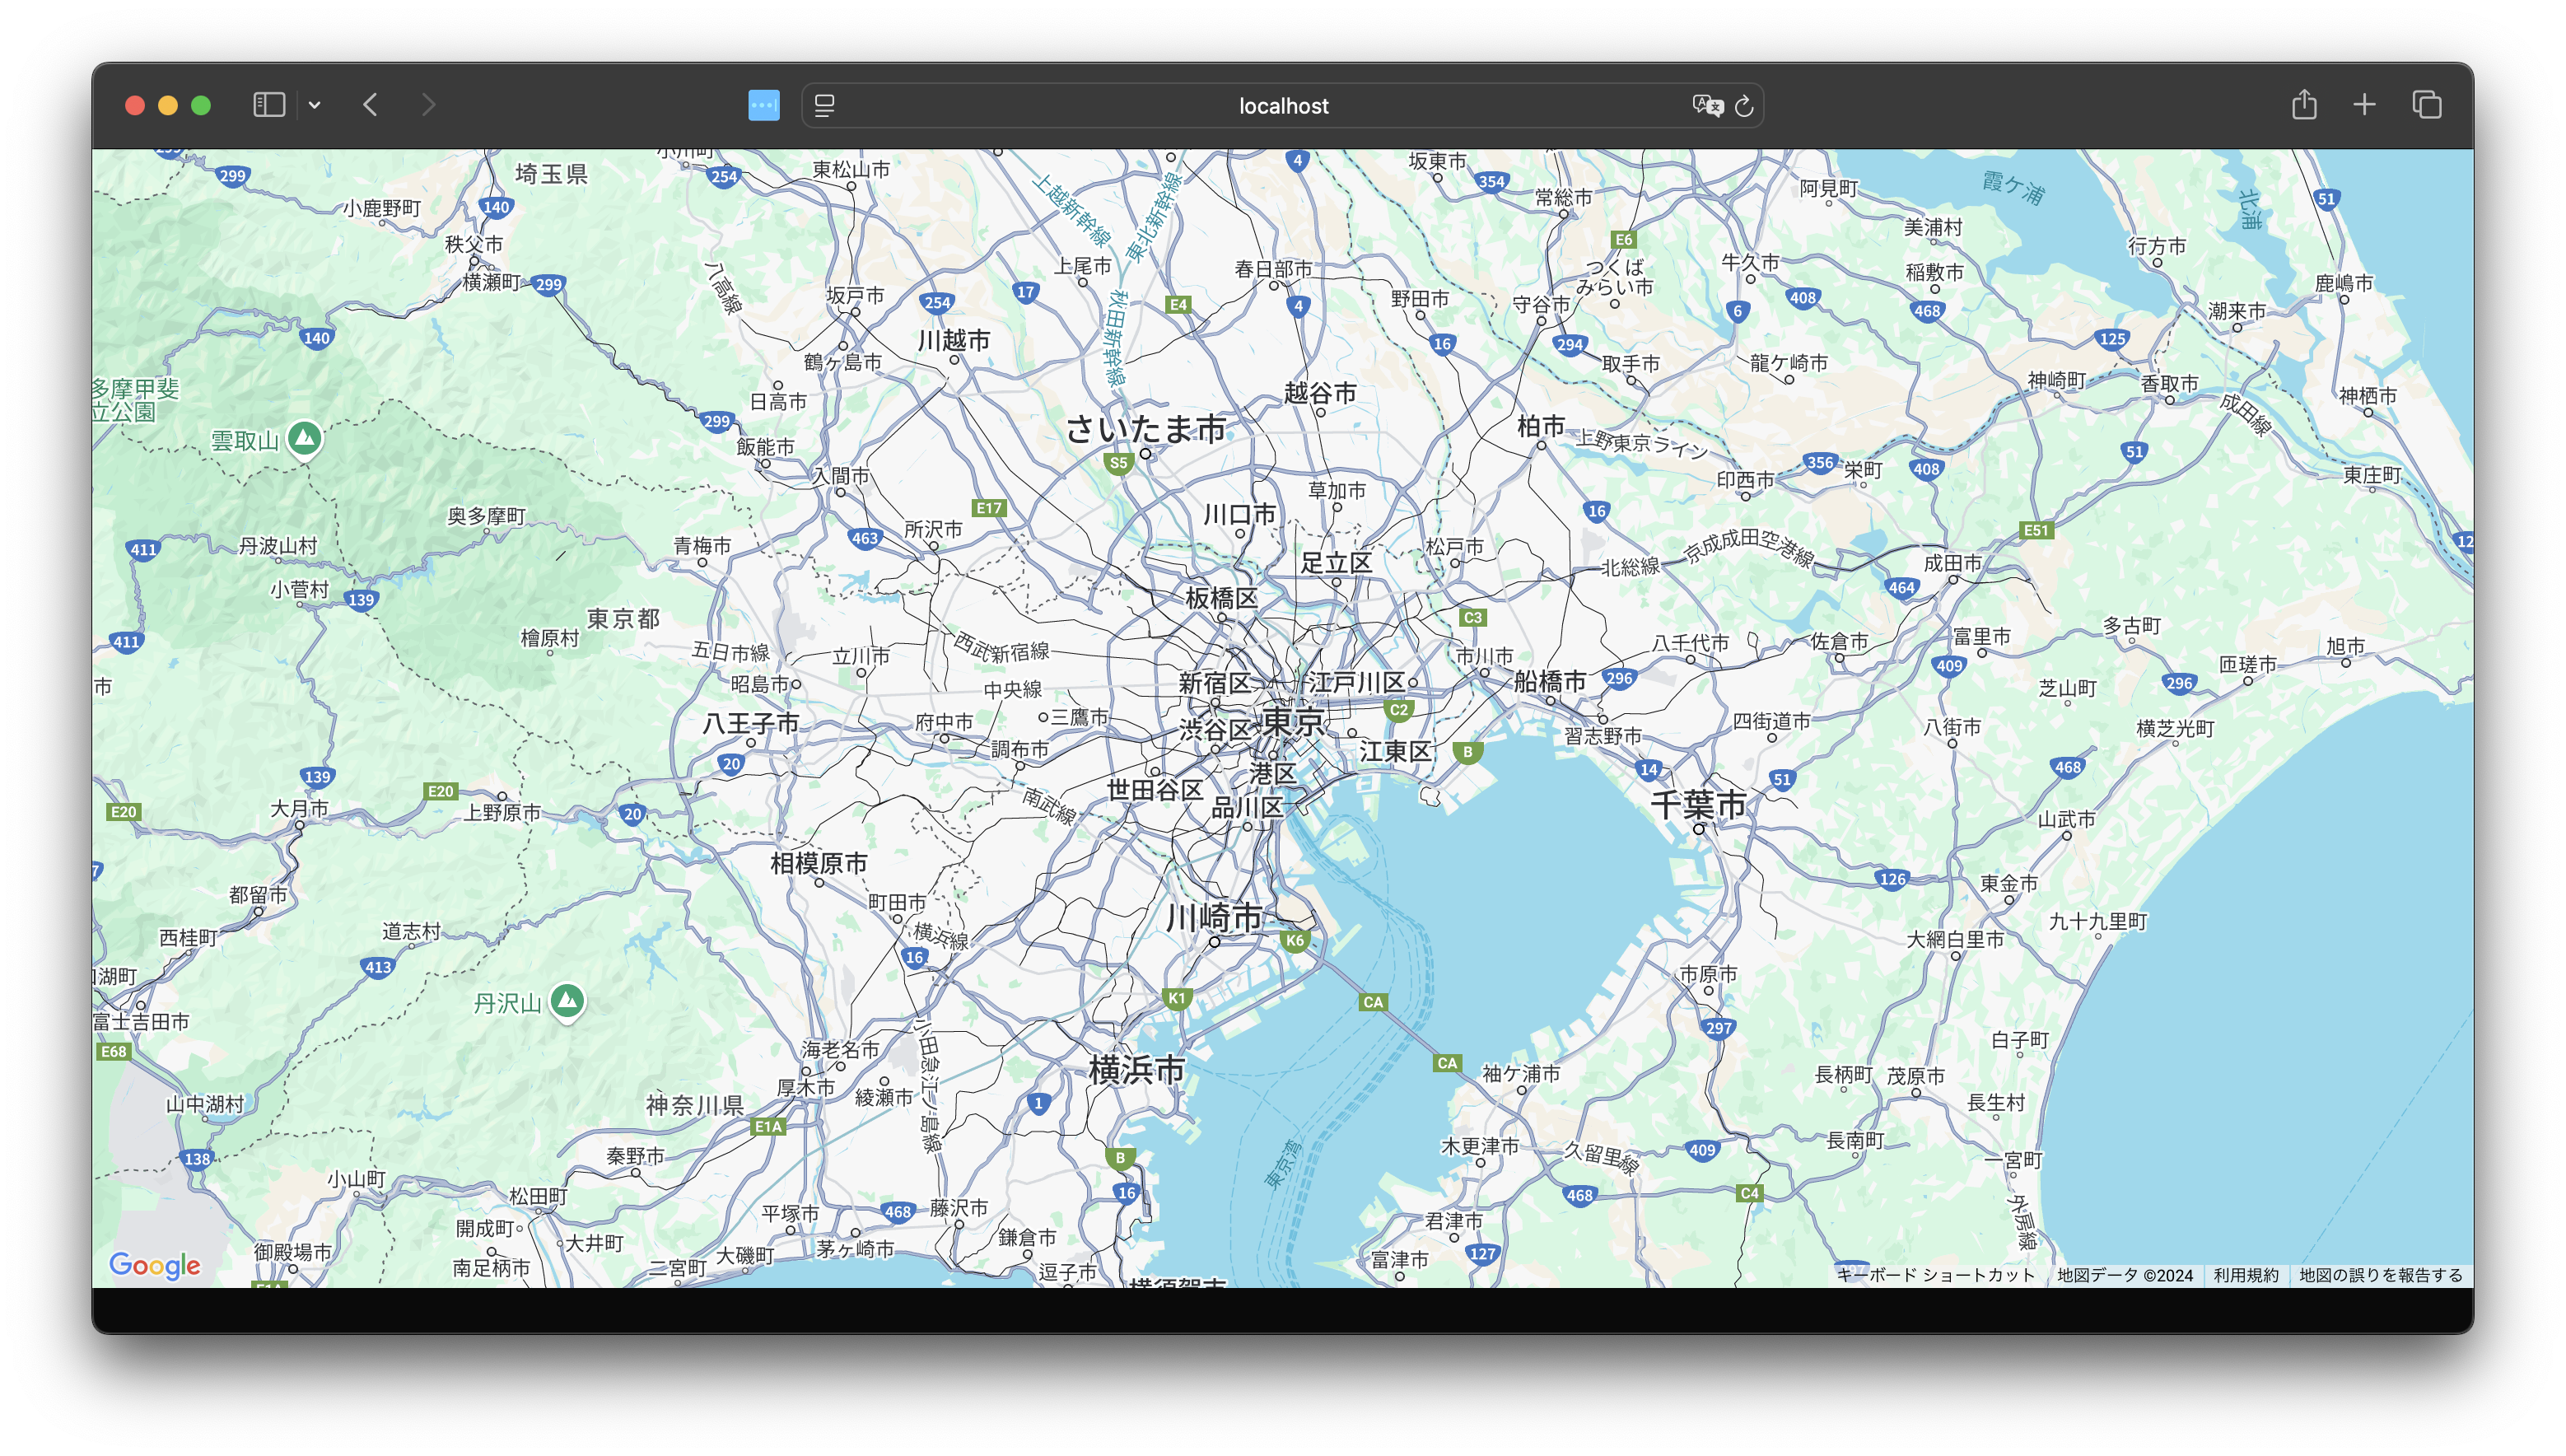 localhost
299
254
小川町
埼玉県
東松山市
上越新幹線
東北新幹線
4
坂東市
354
常総市
阿見町
霞ケ浦
北浦
51
小鹿野町
140
秩父市
横瀬町
299
八高線
上尾市
春日部市
E6
つくば
みらい市
牛久市
美浦村
稲敷市
行方市
鹿嶋市
140
坂戸市
254
17
秋田新幹線
E4
4
野田市
守谷市
6
408
468
潮来市
川越市
鶴ヶ島市
16
294
取手市
龍ケ崎市
125
神崎町
香取市
神栖市
多摩甲斐
立公園
日高市
越谷市
成田線
雲取山
299
飯能市
さいたま市
S5
柏市
上野東京ライン
356
栄町
408
51
東庄町
入間市
草加市
印西市
奥多摩町
E17
川口市
16
E51
411
丹波山村
青梅市
463
所沢市
足立区
松戸市
北総線
京成成田空港線
成田市
464
小菅村
139
板橋区
C3
東京都
411
檜原村
五日市線
立川市
西武新宿線
市川市
八千代市
佐倉市
富里市
多古町
旭市
市
昭島市
中央線
新宿区
江戸川区
船橋市
296
409
芝山町
296
匝瑳市
八王子市
府中市
三鷹市
渋谷区
東京
C2
習志野市
四街道市
八街市
横芝光町
20
調布市
港区
江東区
B
14
51
468
139
E20
E20
大月市
上野原市
20
世田谷区
品川区
南武線
千葉市
山武市
相模原市
126
都留市
町田市
東金市
西桂町
道志村
横浜線
川崎市
K6
大網白里市
九十九里町
413
16
市原市
丹沢山
K1
CA
富士吉田市
297
E68
小田急江ノ島線
海老名市
横浜市
CA
袖ケ浦市
白子町
山中湖村
神奈川県
厚木市
綾瀬市
1
長柄町
茂原市
長生村
E1A
138
秦野市
B
東京湾
木更津市
久留里線
409
長南町
一宮町
小山町
松田町
16
468
C4
外房線
開成町
平塚市
468
藤沢市
君津市
大井町
御殿場市
南足柄市
二宮町
大磯町
茅ヶ崎市
鎌倉市
逗子市
富津市
127
横須賀市
Google
キーボード ショートカット
地図データ ©2024
利用規約
地図の誤りを報告する